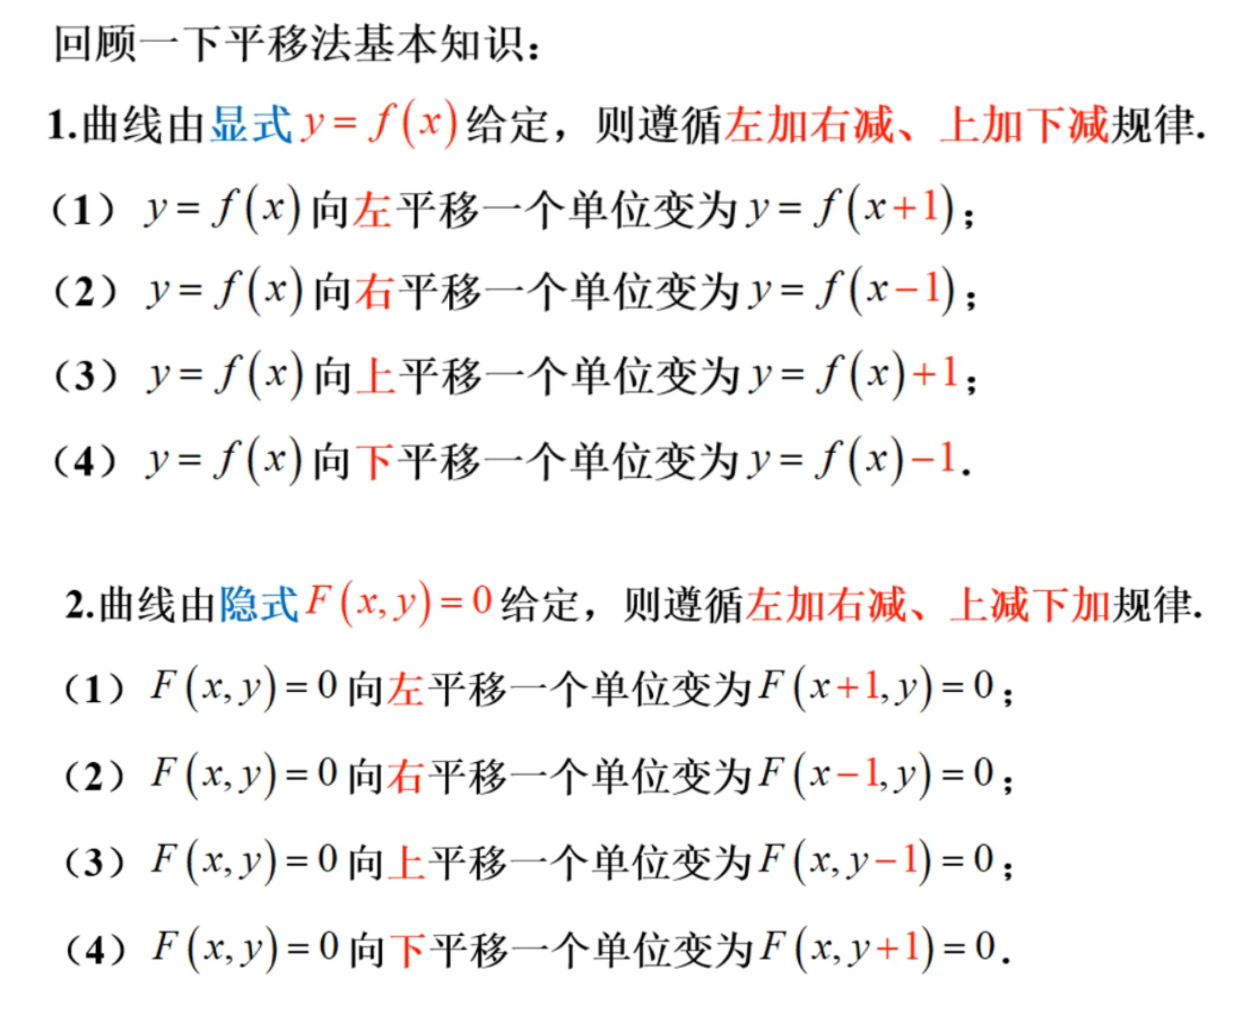 回顾一下平移法基本知识：
1.曲线由显式 y = f(x) 给定，则遵循左加右减、上加下减规律.
（1） y = f(x) 向左平移一个单位变为 y = f(x+1)；
（2） y = f(x) 向右平移一个单位变为 y = f(x−1)；
（3） y = f(x) 向上平移一个单位变为 y = f(x)+1；
（4） y = f(x) 向下平移一个单位变为 y = f(x)−1.
2.曲线由隐式 F(x, y) = 0 给定，则遵循左加右减、上减下加规律.
（1） F(x, y) = 0 向左平移一个单位变为 F(x+1, y) = 0；
（2） F(x, y) = 0 向右平移一个单位变为 F(x−1, y) = 0；
（3） F(x, y) = 0 向上平移一个单位变为 F(x, y−1) = 0；
（4） F(x, y) = 0 向下平移一个单位变为 F(x, y+1) = 0.